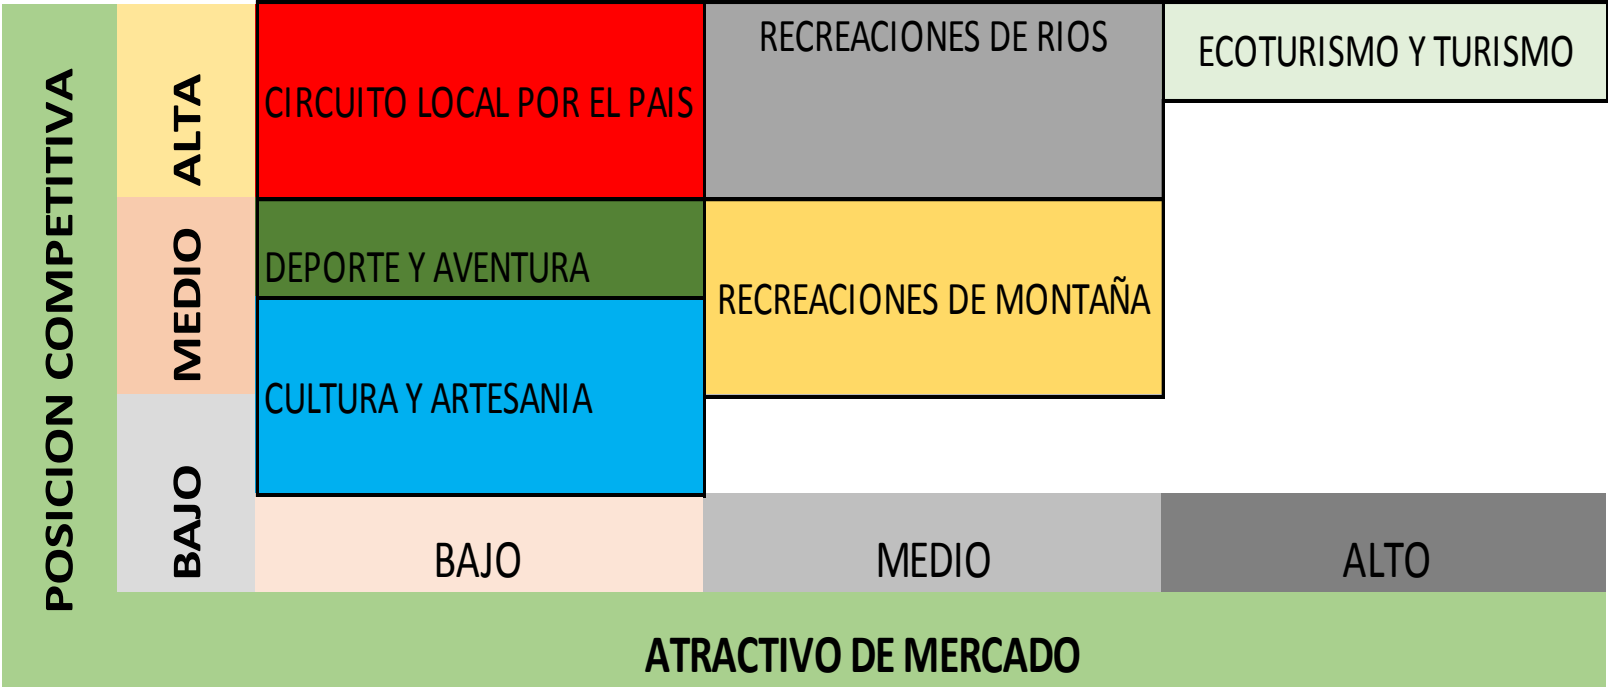 POSICION COMPETITIVA
ALTA
CIRCUITO LOCAL POR EL PAIS
RECREACIONES DE RIOS
ECOTURISMO Y TURISMO
MEDIO
DEPORTE Y AVENTURA
RECREACIONES DE MONTAÑA
CULTURA Y ARTESANIA
BAJO
BAJO
MEDIO
ALTO
ATRACTIVO DE MERCADO